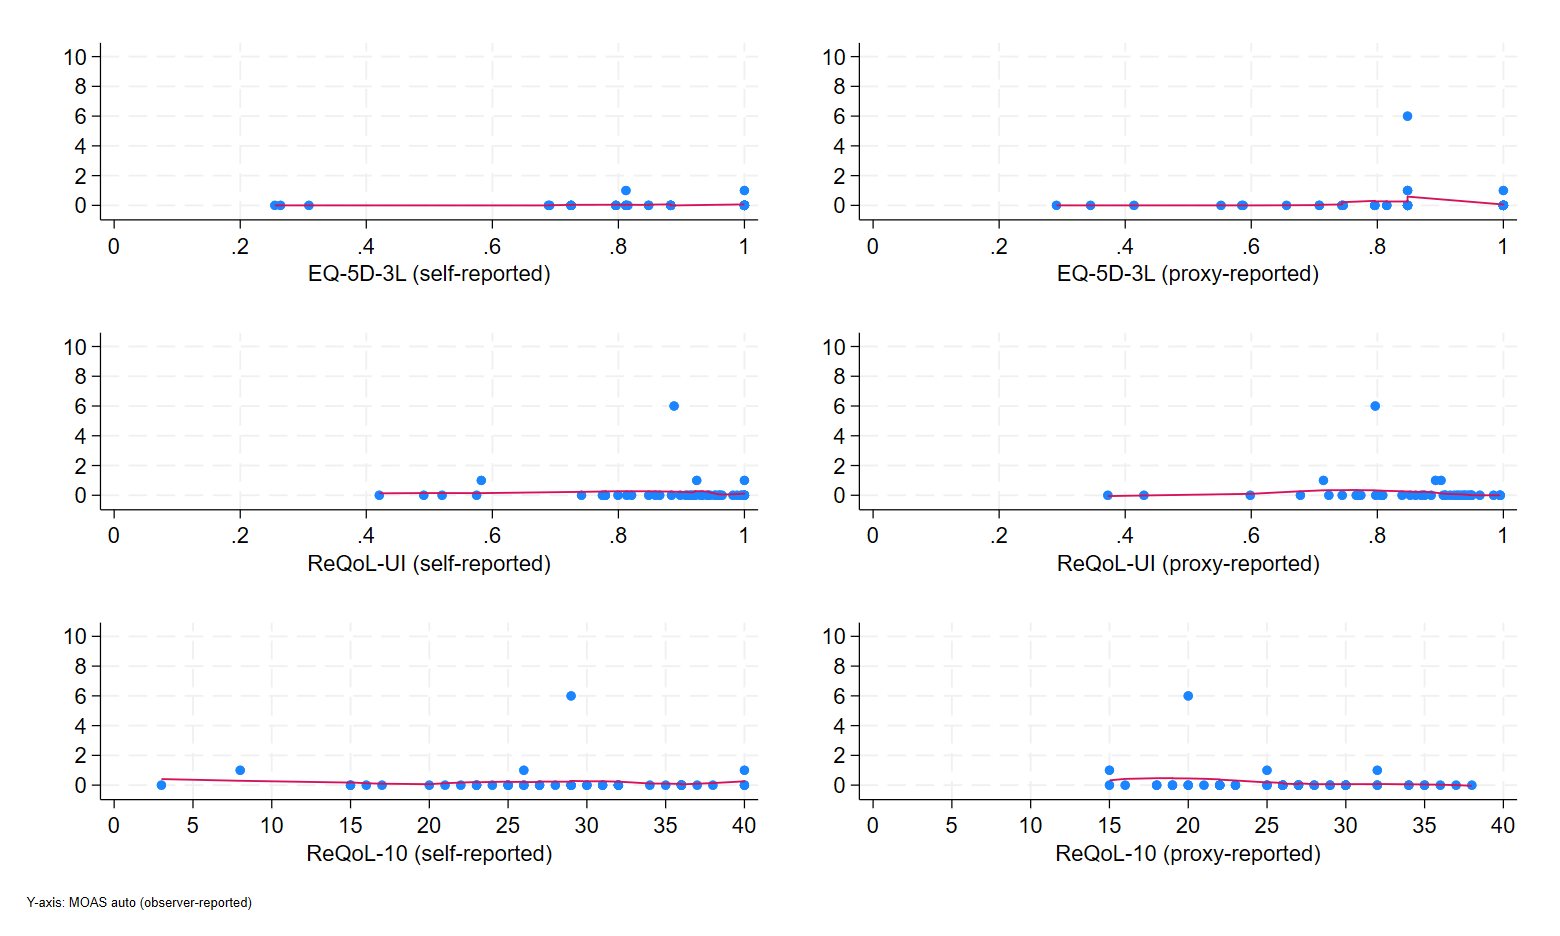 10
8
6
4
2
0
0 .2 .4 .6 .8 1
EQ-5D-3L (self-reported)
10
8
6
4
2
0
0 .2 .4 .6 .8 1
EQ-5D-3L (proxy-reported)
10
8
6
4
2
0
0 .2 .4 .6 .8 1
ReQoL-UI (self-reported)
10
8
6
4
2
0
0 .2 .4 .6 .8 1
ReQoL-UI (proxy-reported)
10
8
6
4
2
0
0 5 10 15 20 25 30 35 40
ReQoL-10 (self-reported)
10
8
6
4
2
0
0 5 10 15 20 25 30 35 40
ReQoL-10 (proxy-reported)
Y-axis: MOAS auto (observer-reported)